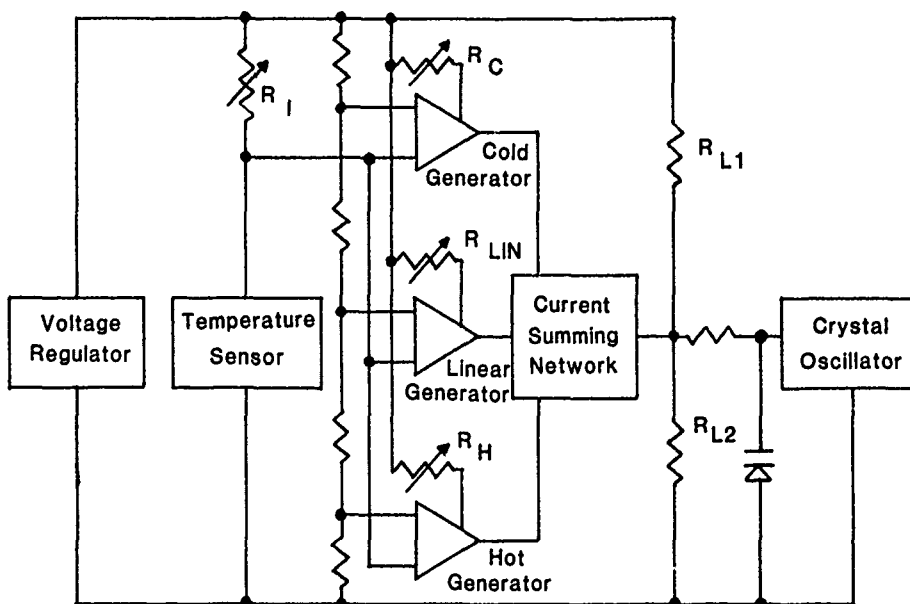 R C
R I
Cold
Generator
R L1
R LIN
Voltage
Regulator
Temperature
Sensor
Linear
Generator
Current
Summing
Network
Crystal
Oscillator
R L2
R H
Hot
Generator